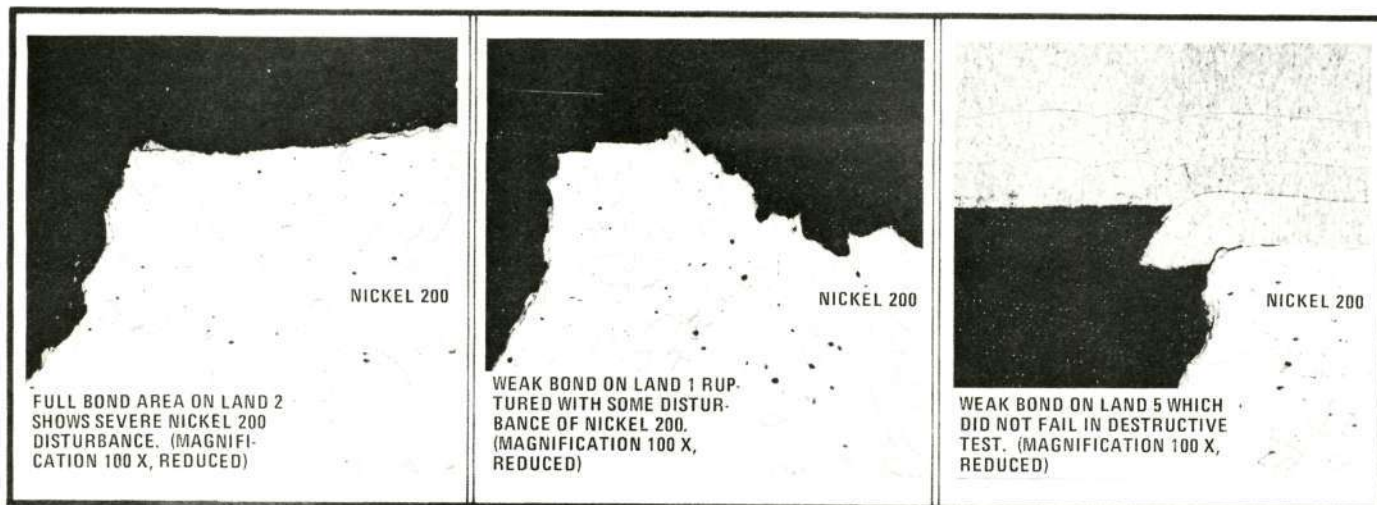 NICKEL 200
FULL BOND AREA ON LAND 2
SHOWS SEVERE NICKEL 200
DISTURBANCE. (MAGNIFI-
CATION 100 X, REDUCED)
NICKEL 200
WEAK BOND ON LAND 1 RUP-
TURED WITH SOME DISTUR-
BANCE OF NICKEL 200.
(MAGNIFICATION 100 X,
REDUCED)
NICKEL 200
WEAK BOND ON LAND 5 WHICH
DID NOT FAIL IN DESTRUCTIVE
TEST. (MAGNIFICATION 100 X,
REDUCED)